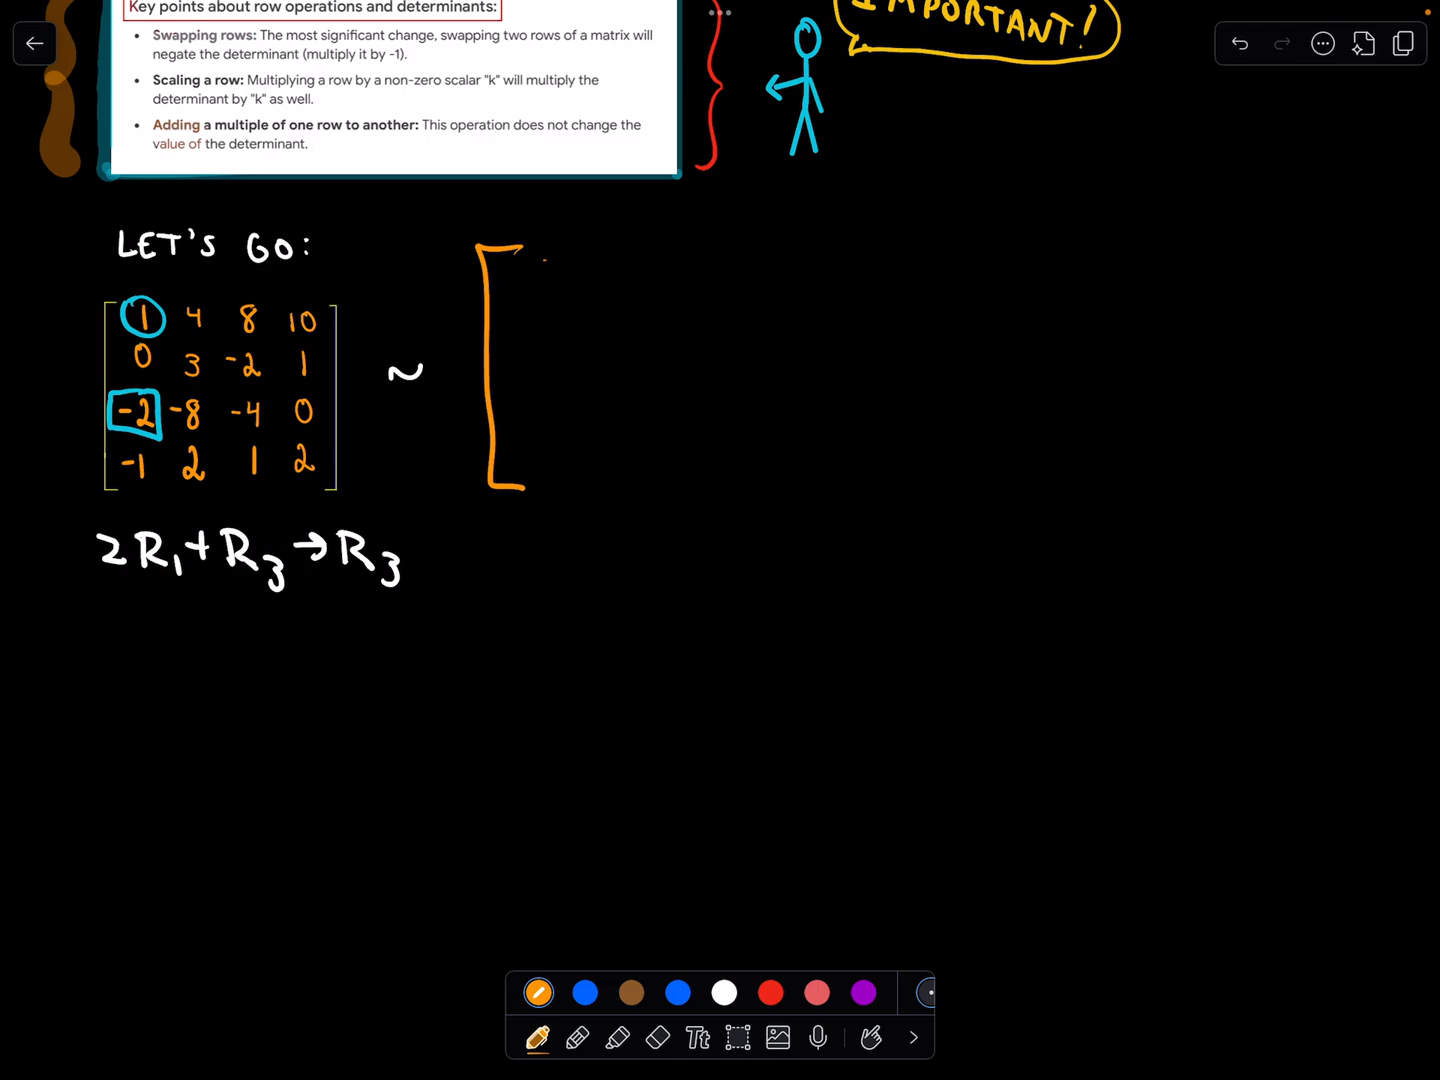 Key points about row operations and determinants:
• Swapping rows: The most significant change, swapping two rows of a matrix will
negate the determinant (multiply it by -1).
• Scaling a row: Multiplying a row by a non-zero scalar "k" will multiply the
determinant by "k" as well.
• Adding a multiple of one row to another: This operation does not change the
value of the determinant.
IMPORTANT!
LET'S GO:
1 4 8 10
0 3 -2 1
-2 -8 -4 0
-1 2 1 2
~
2R₁+R₃→R₃
Tt